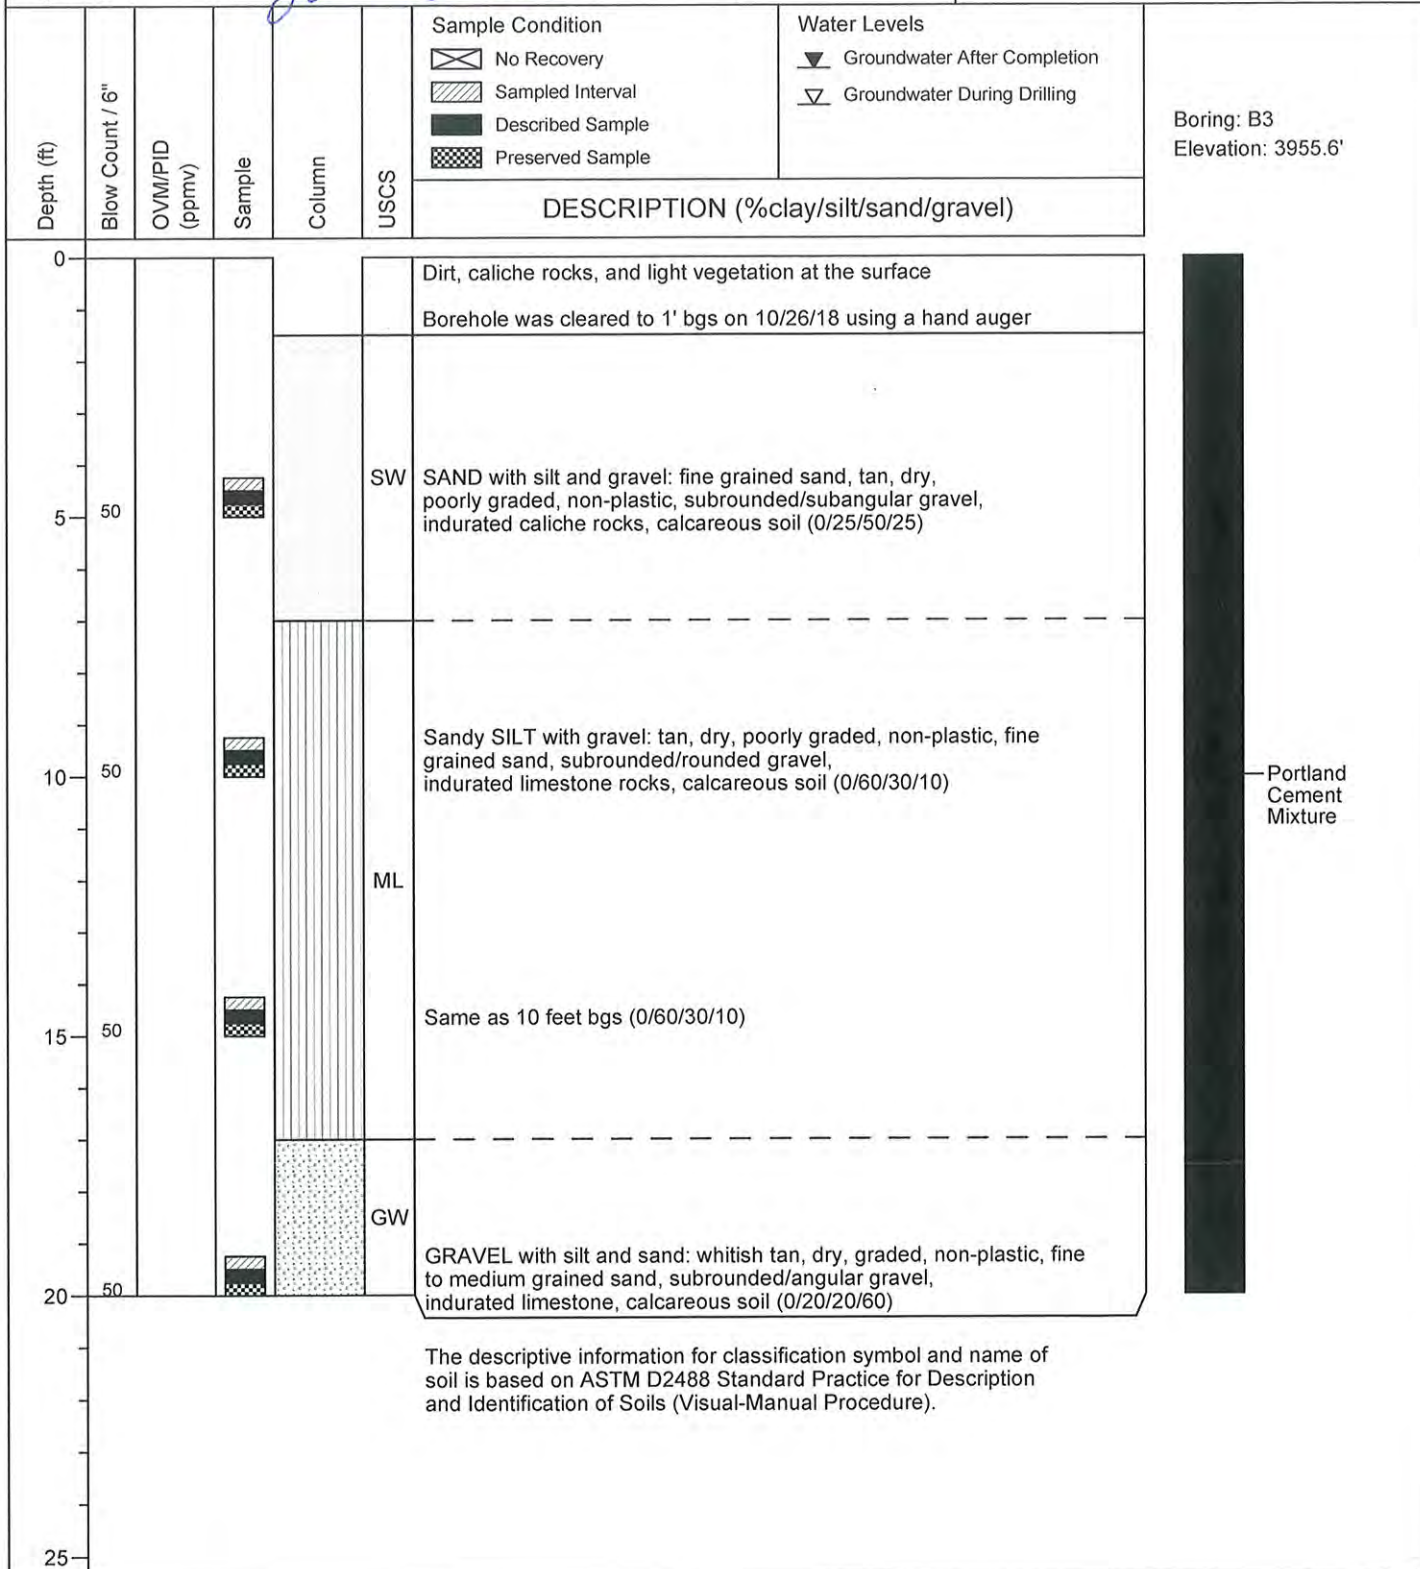 Sample Condition
No Recovery
Sampled Interval
Described Sample
Preserved Sample
Water Levels
Groundwater After Completion
Groundwater During Drilling
Boring: B3
Elevation: 3955.6'
Depth (ft)
Blow Count / 6"
OVM/PID
(ppmv)
Sample
Column
USCS
DESCRIPTION (%clay/silt/sand/gravel)
0
Dirt, caliche rocks, and light vegetation at the surface
Borehole was cleared to 1' bgs on 10/26/18 using a hand auger
SW
SAND with silt and gravel: fine grained sand, tan, dry,
poorly graded, non-plastic, subrounded/subangular gravel,
indurated caliche rocks, calcareous soil (0/25/50/25)
5
50
Sandy SILT with gravel: tan, dry, poorly graded, non-plastic, fine
grained sand, subrounded/rounded gravel,
indurated limestone rocks, calcareous soil (0/60/30/10)
10
50
Portland
Cement
Mixture
ML
Same as 10 feet bgs (0/60/30/10)
15
50
GW
GRAVEL with silt and sand: whitish tan, dry, graded, non-plastic, fine
to medium grained sand, subrounded/angular gravel,
indurated limestone, calcareous soil (0/20/20/60)
20
50
The descriptive information for classification symbol and name of
soil is based on ASTM D2488 Standard Practice for Description
and Identification of Soils (Visual-Manual Procedure).
25